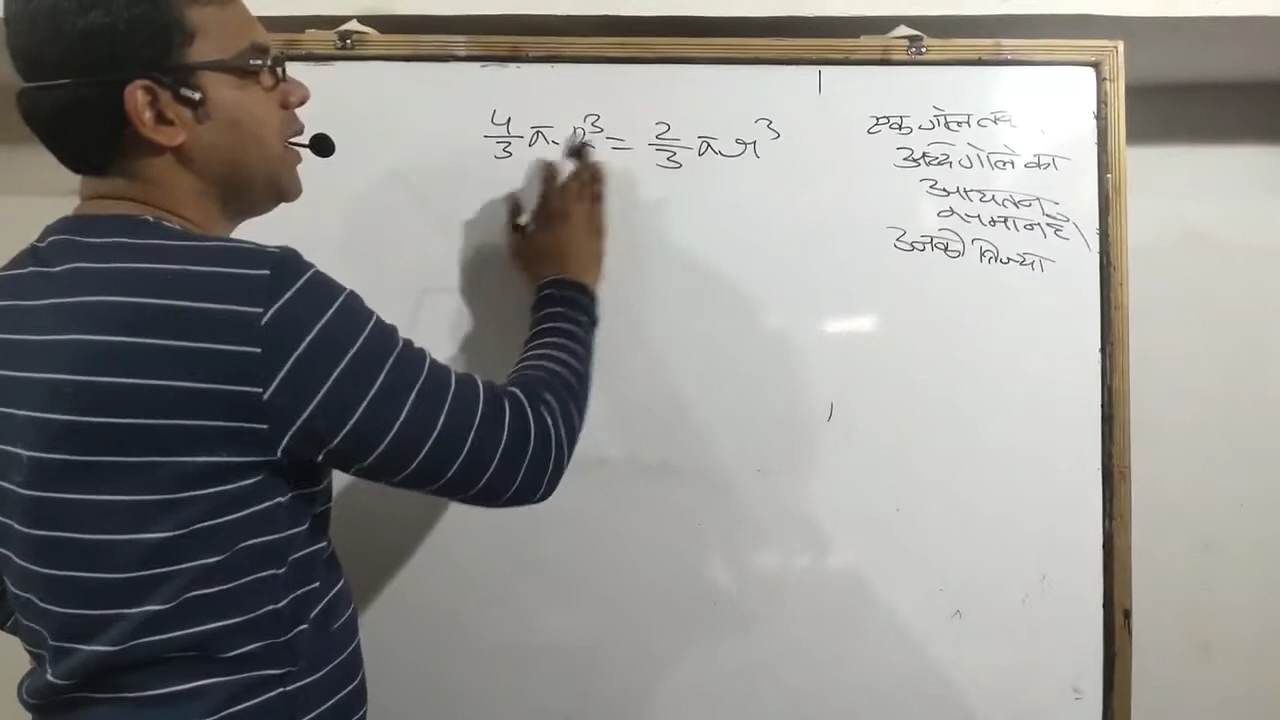 4/3 π R³ = 2/3 π r³
एक गोले तथा
अर्धगोले का
आयतन
समान है।
उनकी त्रिज्या